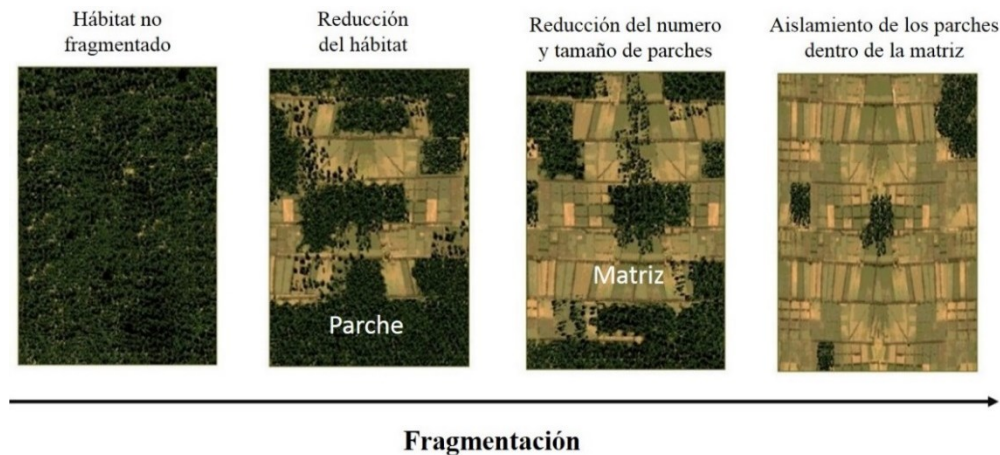 Hábitat no
fragmentado
Reducción
del hábitat
Reducción del numero
y tamaño de parches
Aislamiento de los parches
dentro de la matriz
Parche
Matriz
Fragmentación